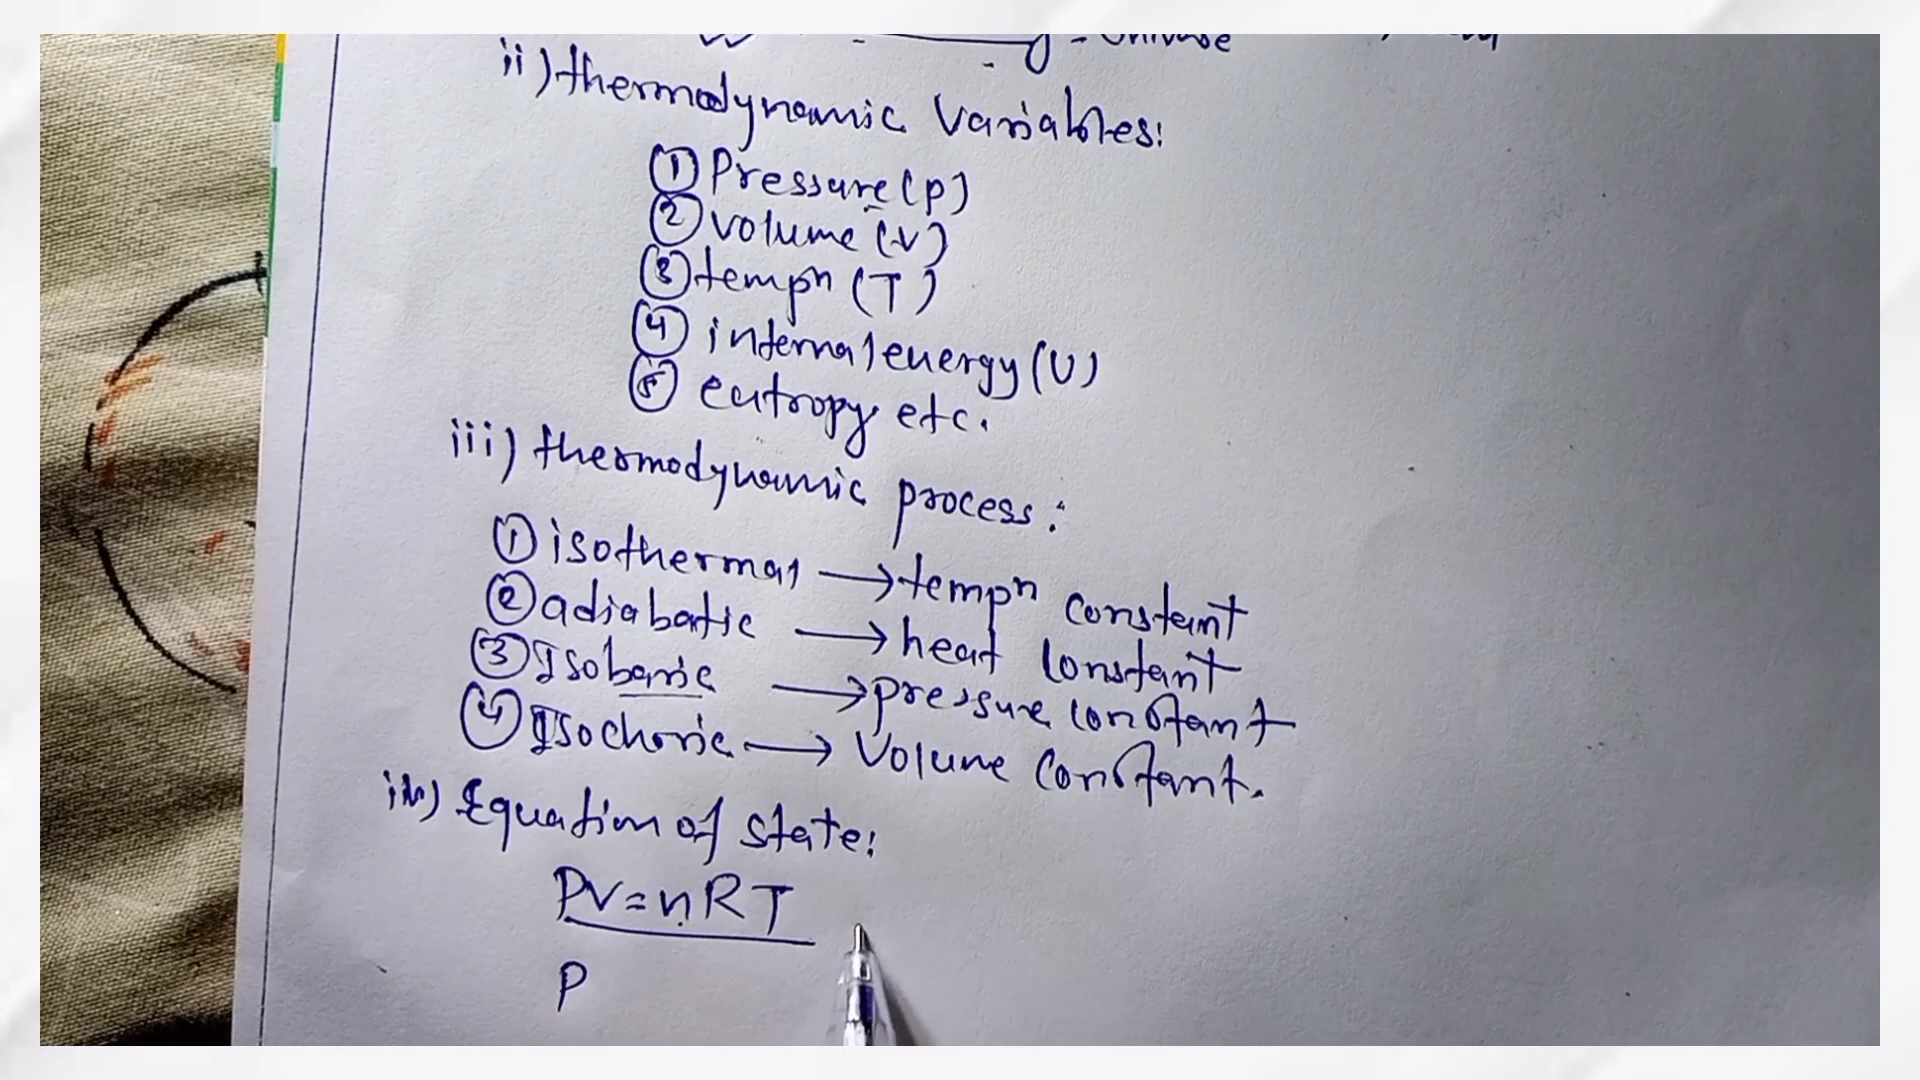 - Universe
ii) thermodynamic variables:
① Pressure (P)
② volume (V)
③ tempn (T)
④ internal energy (U)
⑤ entropy etc.
iii) thermodynamic process:
① isothermal → tempn constant
② adiabatic → heat constant
③ Isobaric → pressure constant
④ Isochoric → Volume constant.
iv) Equation of state:
PV = nRT
P